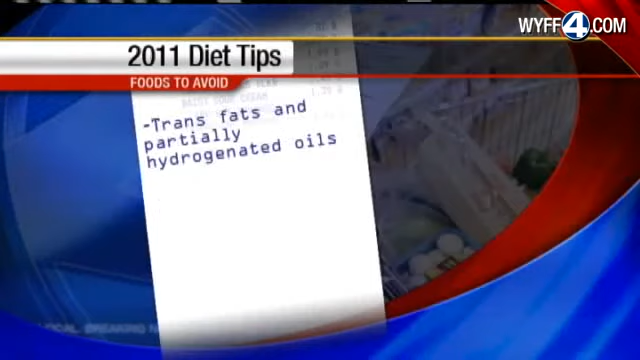 WYFF4.COM
2011 Diet Tips
FOODS TO AVOID
-Trans fats and
partially
hydrogenated oils